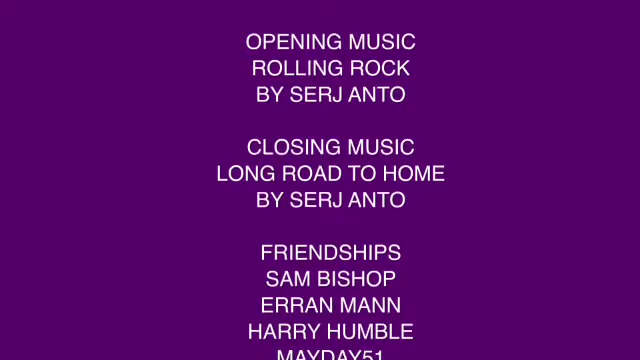 OPENING MUSIC
ROLLING ROCK
BY SERJ ANTO
CLOSING MUSIC
LONG ROAD TO HOME
BY SERJ ANTO
FRIENDSHIPS
SAM BISHOP
ERRAN MANN
HARRY HUMBLE
MAYDAY51